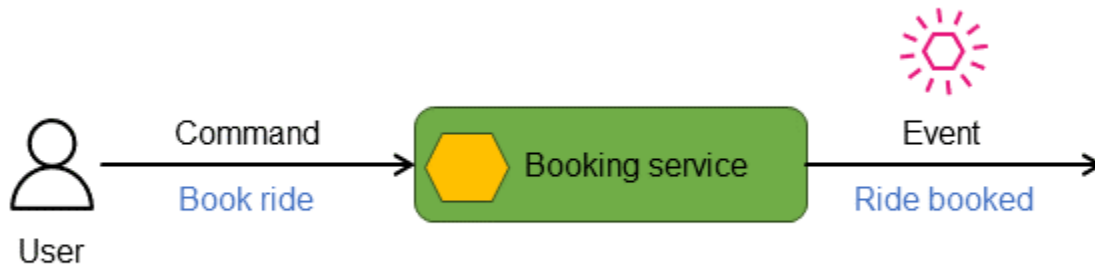 Command
Book ride
User
Booking service
Event
Ride booked